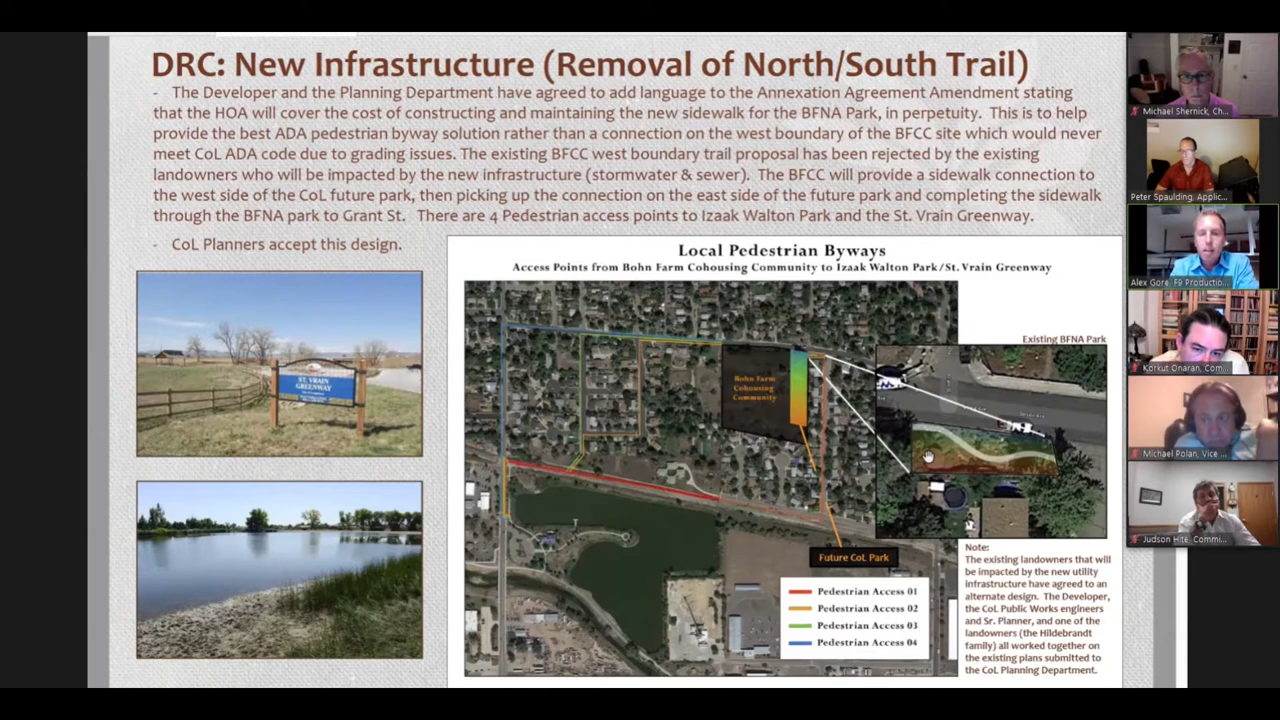 DRC: New Infrastructure (Removal of North/South Trail)
- The Developer and the Planning Department have agreed to add language to the Annexation Agreement Amendment stating
that the HOA will cover the cost of constructing and maintaining the new sidewalk for the BFNA Park, in perpetuity. This is to help
provide the best ADA pedestrian byway solution rather than a connection on the west boundary of the BFCC site which would never
meet CoL ADA code due to grading issues. The existing BFCC west boundary trail proposal has been rejected by the existing
landowners who will be impacted by the new infrastructure (stormwater & sewer). The BFCC will provide a sidewalk connection to
the west side of the CoL future park, then picking up the connection on the east side of the future park and completing the sidewalk
through the BFNA park to Grant St. There are 4 Pedestrian access points to Izaak Walton Park and the St. Vrain Greenway.
- CoL Planners accept this design.
ST. VRAIN
GREENWAY
Local Pedestrian Byways
Access Points from Bohn Farm Cohousing Community to Izaak Walton Park/St. Vrain Greenway
Existing BFNA Park
Bohn Farm
Cohousing
Community
Future CoL Park
Pedestrian Access 01
Pedestrian Access 02
Pedestrian Access 03
Pedestrian Access 04
Note:
The existing landowners that will
be impacted by the new utility
infrastructure have agreed to an
alternate design. The Developer,
the CoL Public Works engineers
and Sr. Planner, and one of the
landowners (the Hildebrandt
family) all worked together on
the existing plans submitted to
the CoL Planning Department.
Michael Shernick, Ch...
Peter Spaulding, Applic...
Alex Gore, F9 Productio...
Korkut Onaran, Com...
Michael Polan, Vice ...
Judson Hite, Commi...